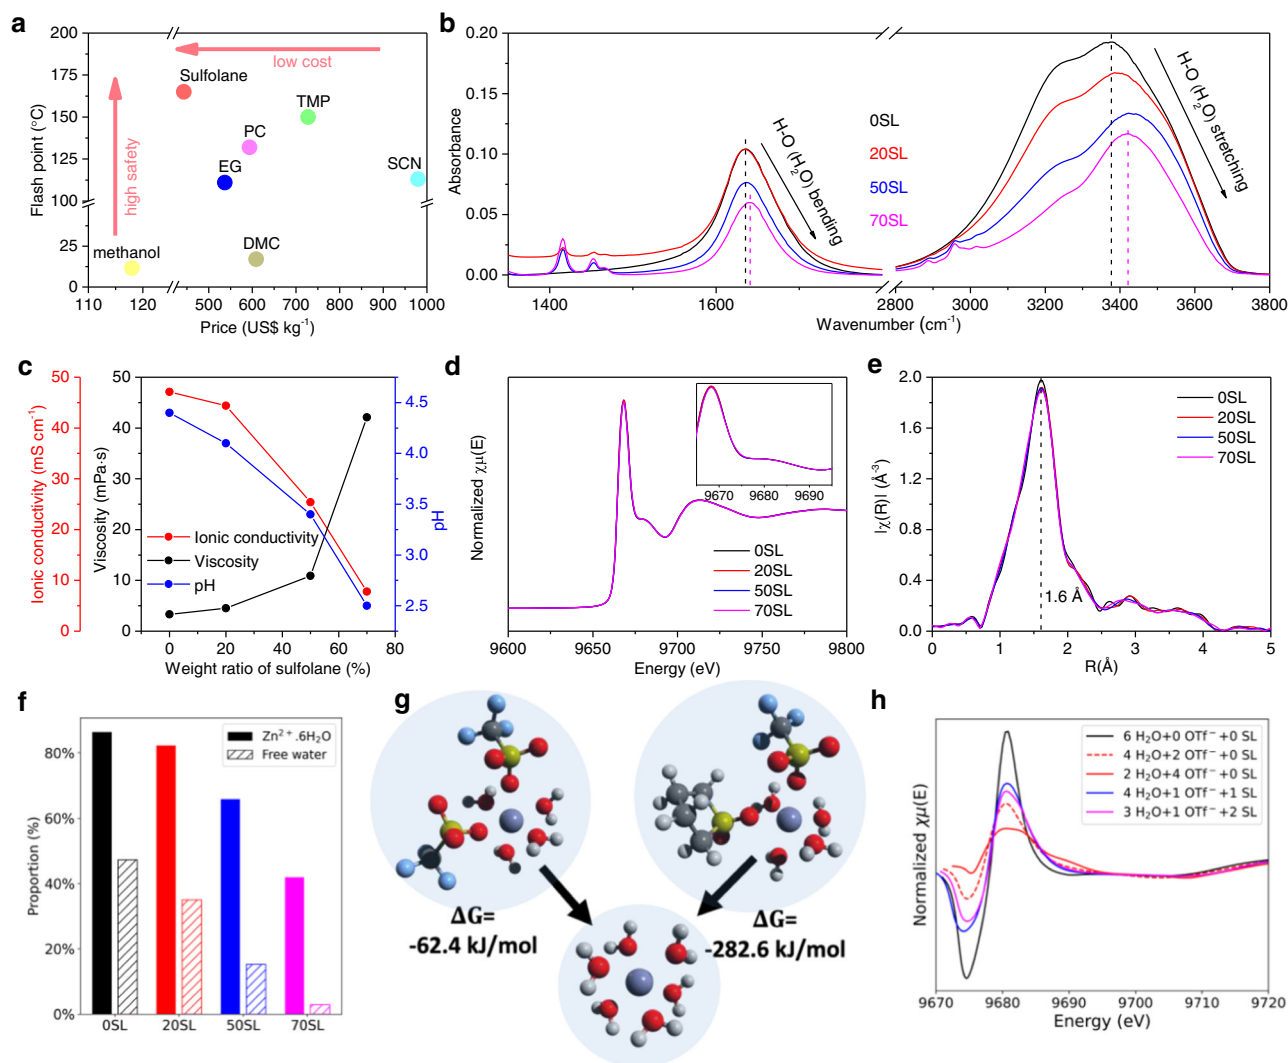 a
200
175
150
125
100
25
0
Flash point (°C)
low cost
high safety
Sulfolane
TMP
PC
EG
SCN
DMC
methanol
110
120
500
600
700
800
900
1000
Price (US$ kg⁻¹)
b
0.20
0.15
0.10
0.05
0.00
Absorbance
H-O (H₂O) bending
H-O (H₂O) stretching
0SL
20SL
50SL
70SL
1400
1600
2800
3000
3200
3400
3600
3800
Wavenumber (cm⁻¹)
c
50
40
30
20
10
0
Ionic conductivity (mS cm⁻¹)
50
40
30
20
10
0
Viscosity (mPa·s)
Ionic conductivity
Viscosity
pH
4.5
4.0
3.5
3.0
2.5
pH
0
20
40
60
80
Weight ratio of sulfolane (%)
d
Normalized χμ(E)
9670
9680
9690
0SL
20SL
50SL
70SL
9600
9650
9700
9750
9800
Energy (eV)
e
2.0
1.6
1.2
0.8
0.4
0.0
|χ(R)| (Å⁻³)
0SL
20SL
50SL
70SL
1.6 Å
0
1
2
3
4
5
R(Å)
f
80%
60%
40%
20%
0%
Proportion (%)
Zn²⁺.6H₂O
Free water
0SL
20SL
50SL
70SL
g
ΔG=
-62.4 kJ/mol
ΔG=
-282.6 kJ/mol
h
Normalized χμ(E)
6 H₂O+0 OTf⁻+0 SL
4 H₂O+2 OTf⁻+0 SL
2 H₂O+4 OTf⁻+0 SL
4 H₂O+1 OTf⁻+1 SL
3 H₂O+1 OTf⁻+2 SL
9670
9680
9690
9700
9710
9720
Energy (eV)